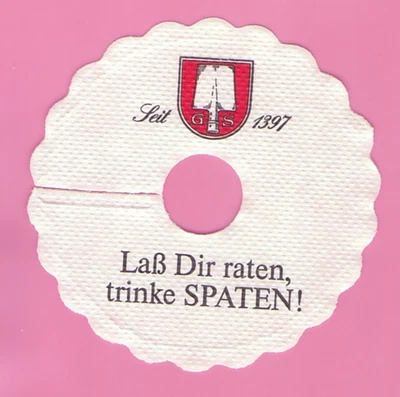 Seit 1397
G S
Laß Dir raten,
trinke SPATEN!